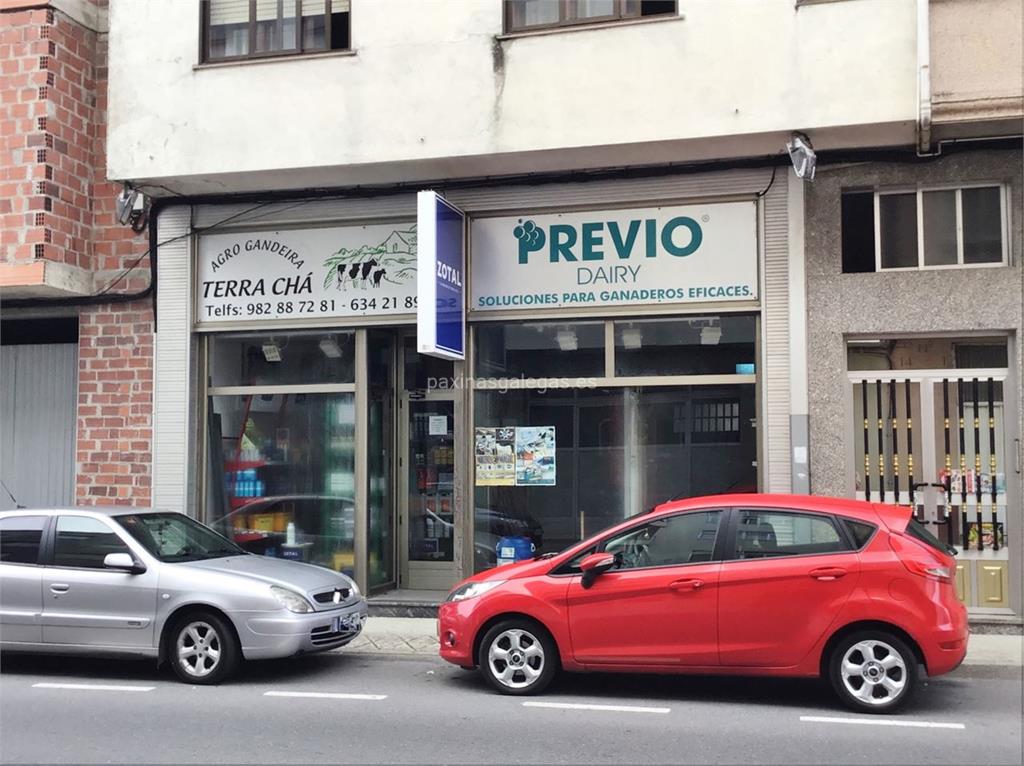 AGRO GANDEIRA
TERRA CHÁ
Telfs: 982 88 72 81 - 634 21 89
ZOTAL
PREVIO®
DAIRY
SOLUCIONES PARA GANADEROS EFICACES.
paxinasgalegas.es